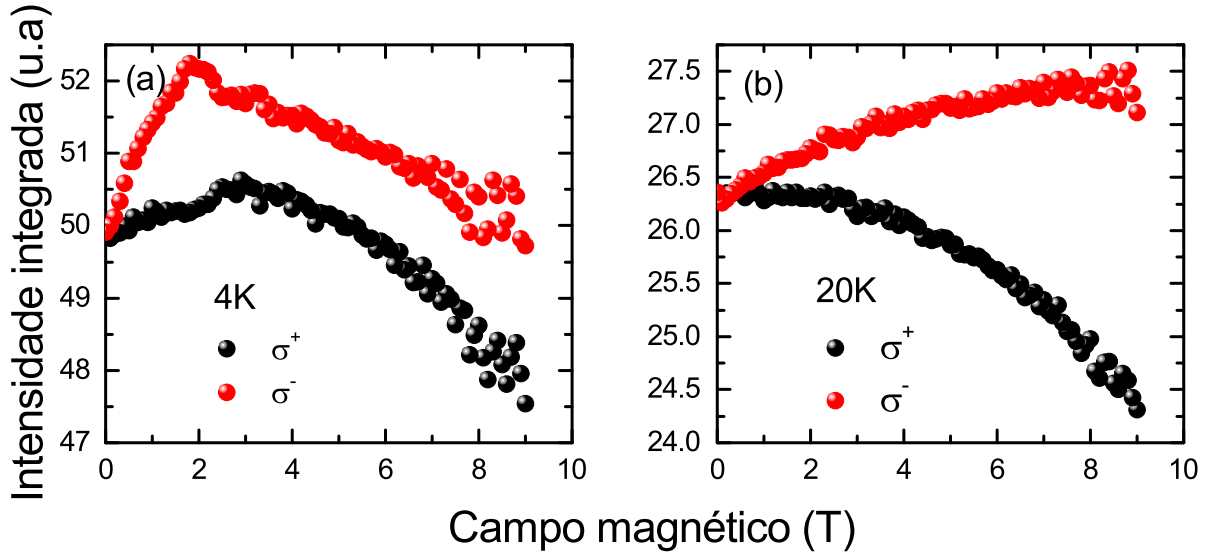 Intensidade integrada (u.a)
(a)
52
51
50
49
48
47
0 2 4 6 8 10
4K
σ+
σ-
(b)
27.5
27.0
26.5
26.0
25.5
25.0
24.5
24.0
0 2 4 6 8 10
20K
σ+
σ-
Campo magnético (T)